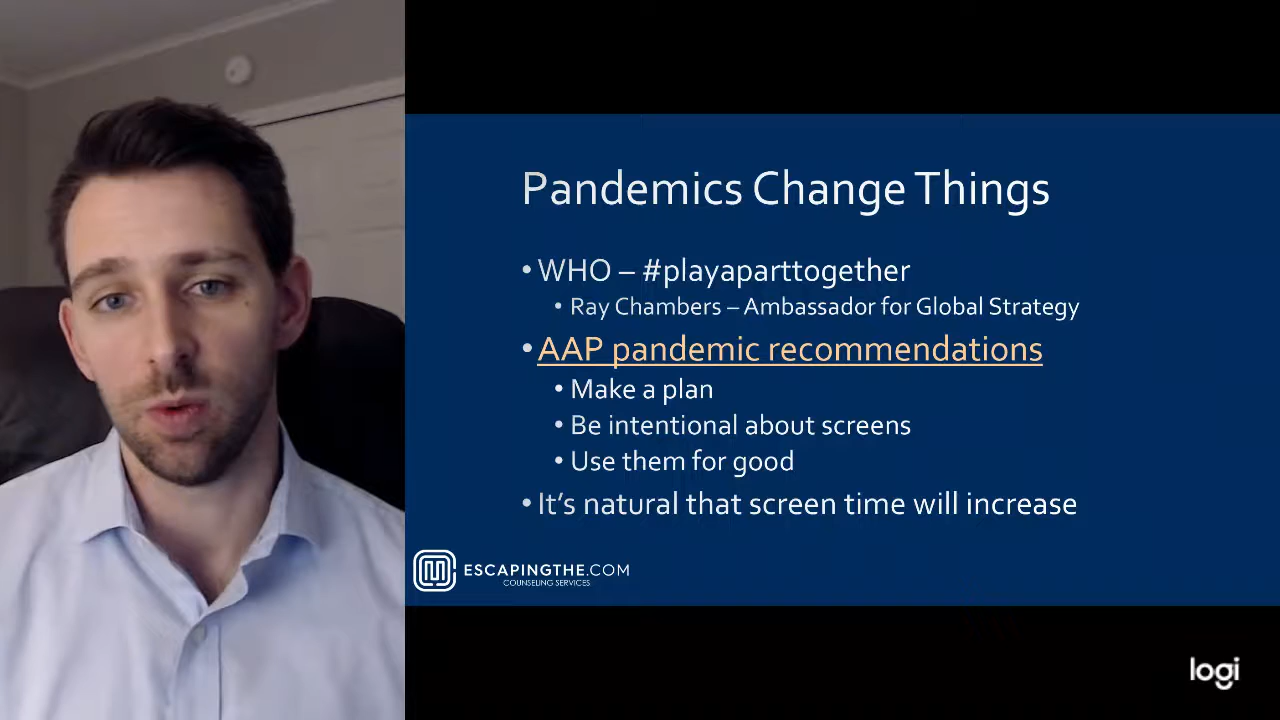 Pandemics Change Things
• WHO – #playaparttogether
• Ray Chambers – Ambassador for Global Strategy
• AAP pandemic recommendations
• Make a plan
• Be intentional about screens
• Use them for good
• It’s natural that screen time will increase
ESCAPINGTHE.COM
COUNSELING SERVICES
logi